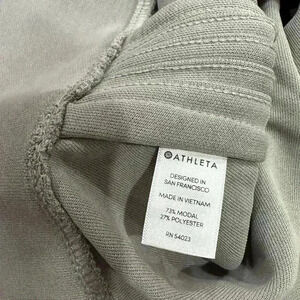 ATHLETA
DESIGNED IN
SAN FRANCISCO
MADE IN VIETNAM
73% MODAL
27% POLYESTER
RN 54023